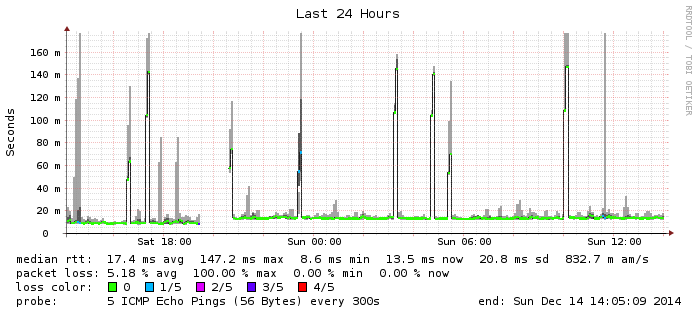 Last 24 Hours
RRDTOOL / TOBI OETIKER
Seconds
160 m
140 m
120 m
100 m
80 m
60 m
40 m
20 m
0
Sat 18:00 Sun 00:00 Sun 06:00 Sun 12:00
median rtt: 17.4 ms avg 147.2 ms max 8.6 ms min 13.5 ms now 20.8 ms sd 832.7 m am/s
packet loss: 5.18 % avg 100.00 % max 0.00 % min 0.00 % now
loss color: 0 1/5 2/5 3/5 4/5
probe: 5 ICMP Echo Pings (56 Bytes) every 300s end: Sun Dec 14 14:05:09 2014